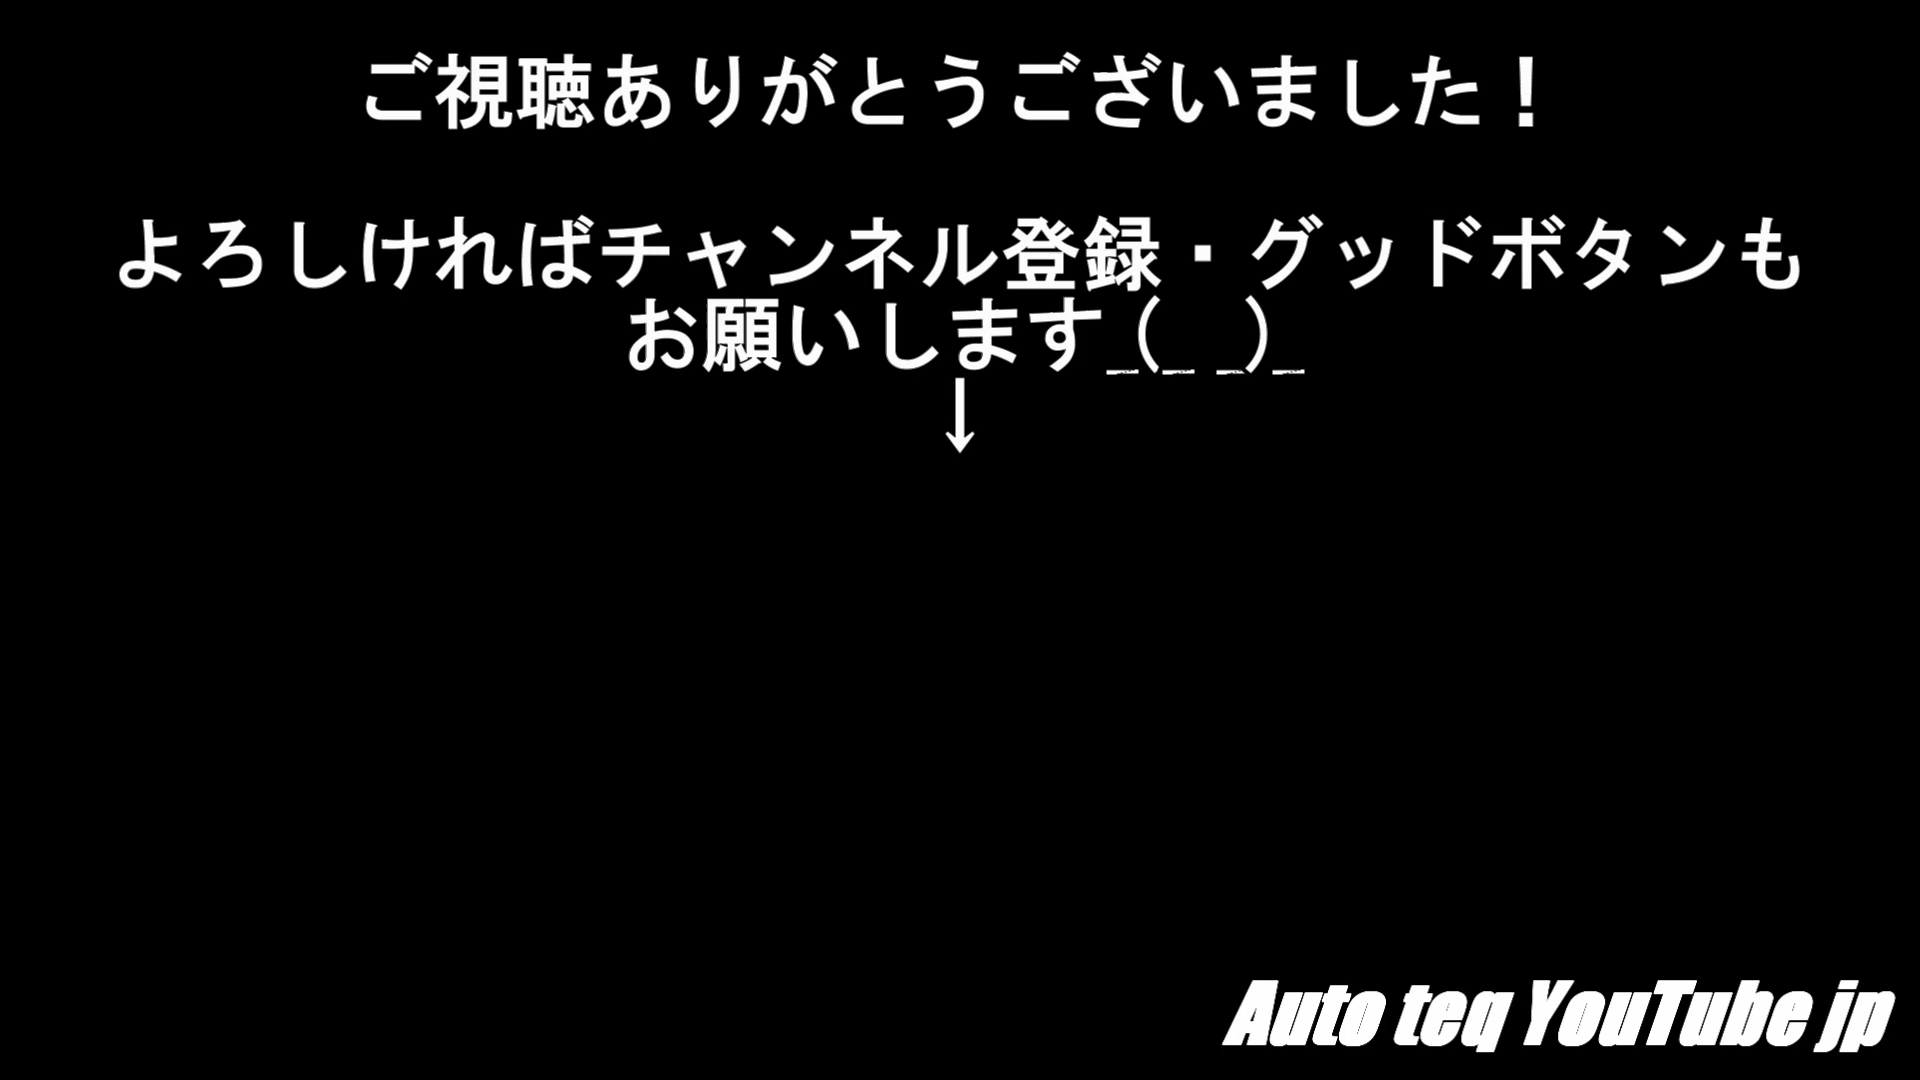 ご視聴ありがとうございました！
よろしければチャンネル登録・グッドボタンも
お願いします_(_ _)_
↓
Auto teq YouTube jp